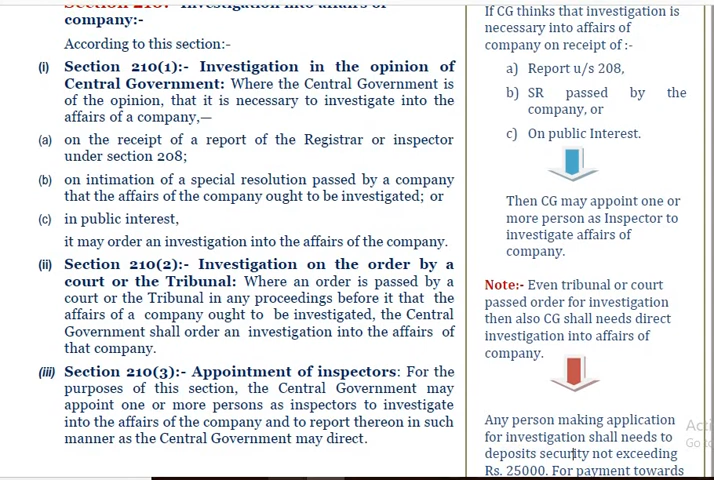 Section 210: Investigation into affairs of
company:-
According to this section:-
(i) Section 210(1):- Investigation in the opinion of
Central Government: Where the Central Government is
of the opinion, that it is necessary to investigate into the
affairs of a company,—
(a) on the receipt of a report of the Registrar or inspector
under section 208;
(b) on intimation of a special resolution passed by a company
that the affairs of the company ought to be investigated; or
(c) in public interest,
it may order an investigation into the affairs of the company.
(ii) Section 210(2):- Investigation on the order by a
court or the Tribunal: Where an order is passed by a
court or the Tribunal in any proceedings before it that the
affairs of a company ought to be investigated, the Central
Government shall order an investigation into the affairs of
that company.
(iii) Section 210(3):- Appointment of inspectors: For the
purposes of this section, the Central Government may
appoint one or more persons as inspectors to investigate
into the affairs of the company and to report thereon in such
manner as the Central Government may direct.
If CG thinks that investigation is
necessary into affairs of
company on receipt of :-
a) Report u/s 208,
b) SR passed by the
company, or
c) On public Interest.
Then CG may appoint one or
more person as Inspector to
investigate affairs of
company.
Note:- Even tribunal or court
passed order for investigation
then also CG shall needs direct
investigation into affairs of
company.
Any person making application
for investigation shall needs to
deposits security not exceeding
Rs. 25000. For payment towards
Go to